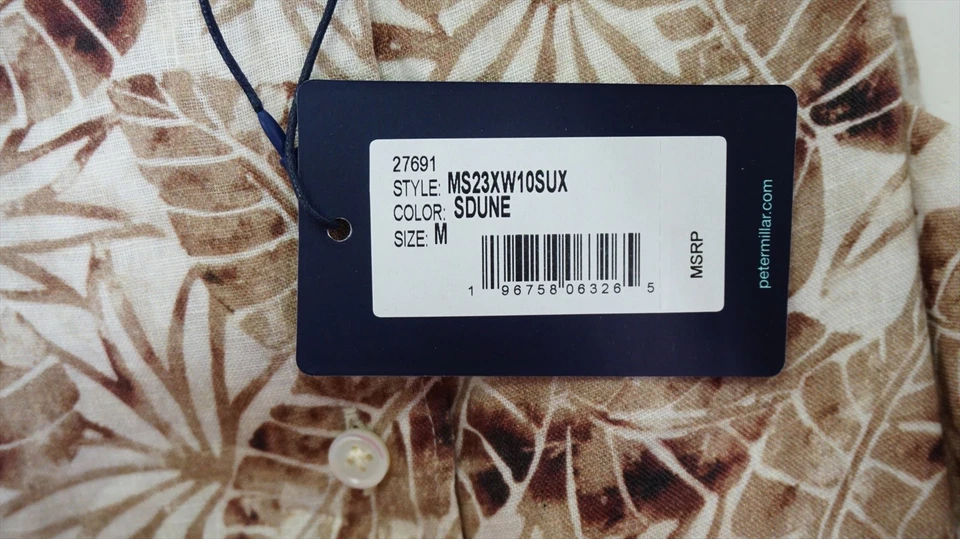 27691
STYLE: MS23XW10SUX
COLOR: SDUNE
SIZE: M
1 96758 06326 5
MSRP
petermillar.com